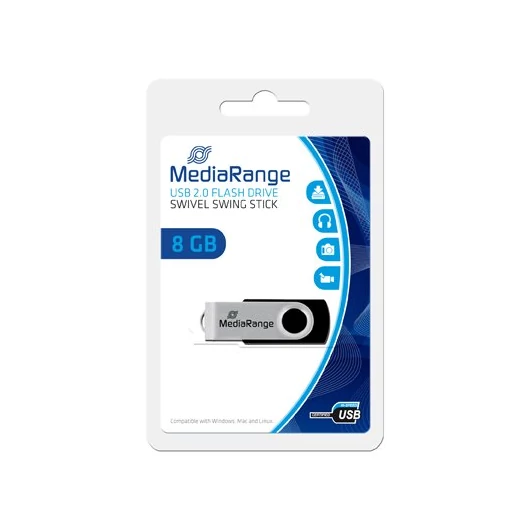 MediaRange
USB 2.0 FLASH DRIVE
SWIVEL SWING STICK
8 GB
MediaRange
Compatible with Windows, Mac and Linux
CERTIFIED
USB